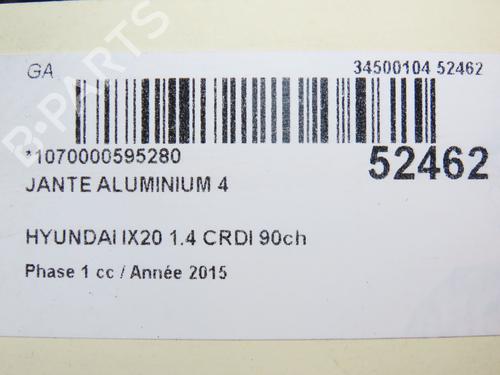 GA 34500104 52462
*1070000595280 52462
JANTE ALUMINIUM 4
HYUNDAI IX20 1.4 CRDI 90ch
Phase 1 cc / Année 2015
B-PARTS